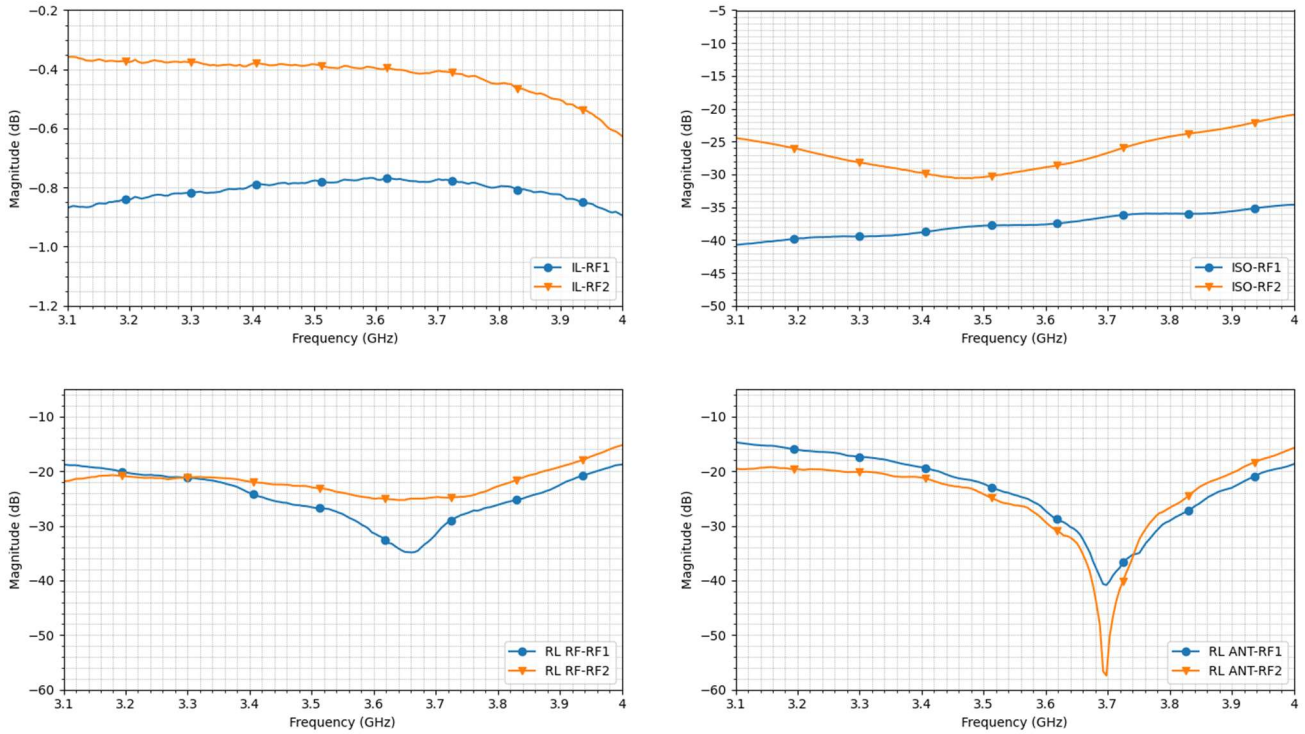 −0.2
−0.4
−0.6
−0.8
−1.0
−1.2
Magnitude (dB)
IL-RF1
IL-RF2
3.1 3.2 3.3 3.4 3.5 3.6 3.7 3.8 3.9 4
Frequency (GHz)
−5
−10
−15
−20
−25
−30
−35
−40
−45
−50
Magnitude (dB)
ISO-RF1
ISO-RF2
3.1 3.2 3.3 3.4 3.5 3.6 3.7 3.8 3.9 4
Frequency (GHz)
−10
−20
−30
−40
−50
−60
Magnitude (dB)
RL RF-RF1
RL RF-RF2
3.1 3.2 3.3 3.4 3.5 3.6 3.7 3.8 3.9 4
Frequency (GHz)
−10
−20
−30
−40
−50
−60
Magnitude (dB)
RL ANT-RF1
RL ANT-RF2
3.1 3.2 3.3 3.4 3.5 3.6 3.7 3.8 3.9 4
Frequency (GHz)